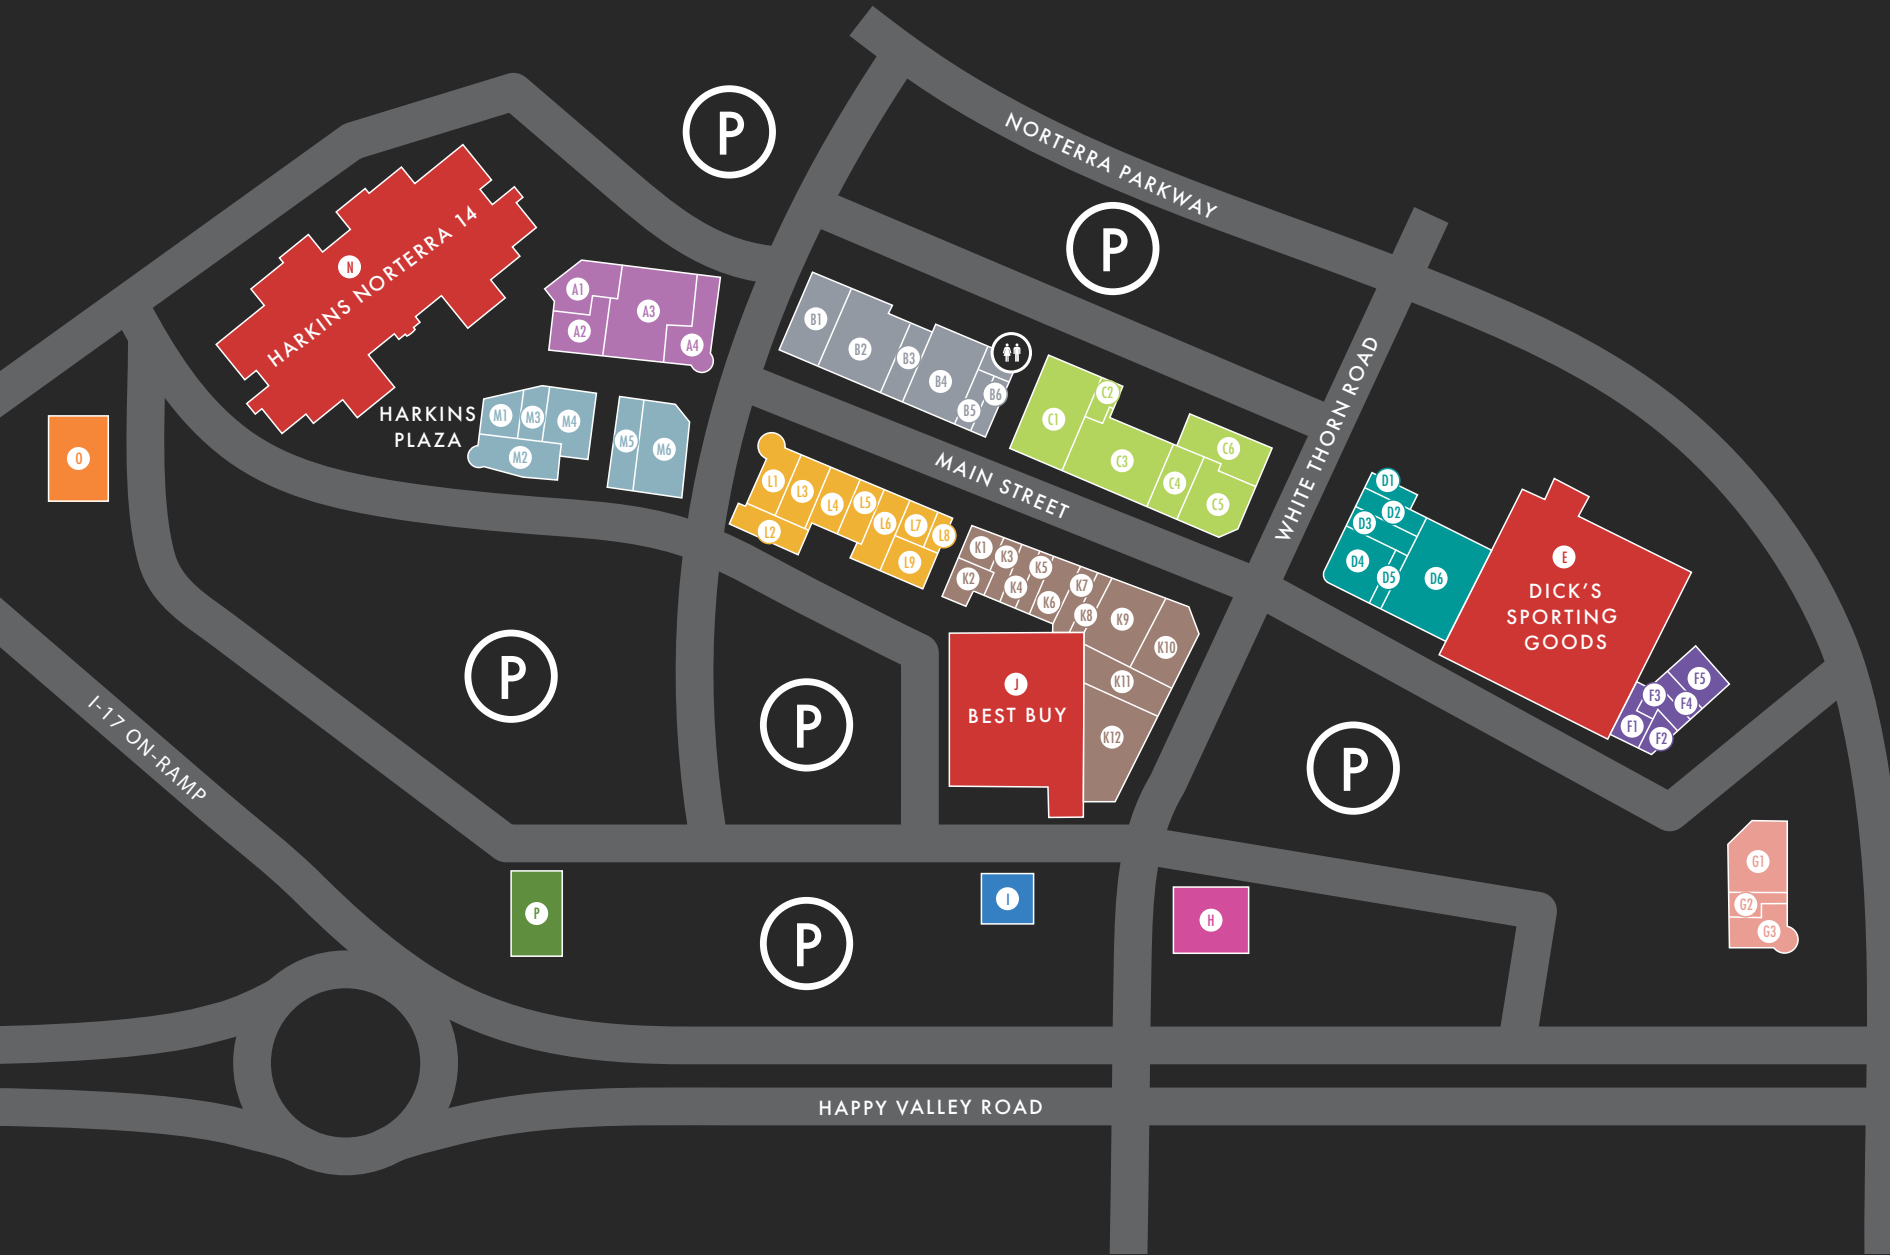 P
NORTERRA PARKWAY
P
N
HARKINS NORTERRA 14
A1
A2
A3
A4
B1
B2
B3
B4
B5
B6
C1
C2
C3
C4
C5
C6
WHITE THORN ROAD
MAIN STREET
HARKINS
PLAZA
M1
M2
M3
M4
M5
M6
O
L1
L2
L3
L4
L5
L6
L7
L8
L9
K1
K2
K3
K4
K5
K6
K7
K8
K9
K10
K11
K12
D1
D2
D3
D4
D5
D6
E
DICK'S
SPORTING
GOODS
F1
F2
F3
F4
F5
J
BEST BUY
P
P
P
I-17 ON-RAMP
G1
G2
G3
P
P
I
H
HAPPY VALLEY ROAD